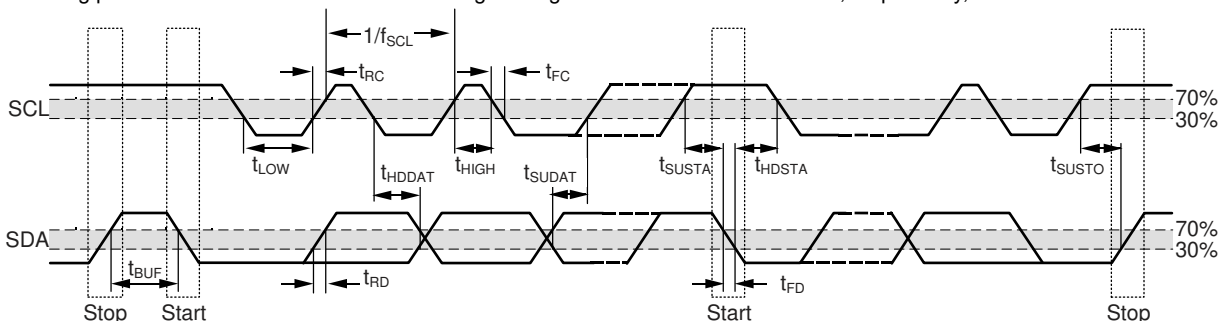 1/fSCL
tRC
tFC
SCL
70%
30%
tLOW
tHDDAT
tHIGH
tSUDAT
tSUSTA
tHDSTA
tSUSTO
SDA
70%
30%
tBUF
tRD
tFD
Stop
Start
Start
Stop